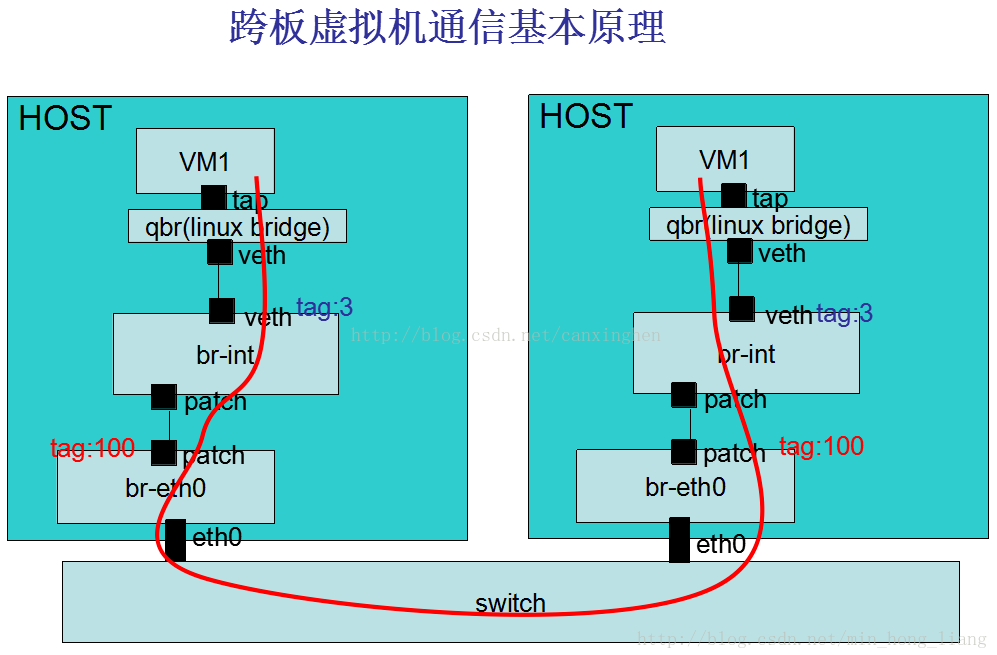 跨板虚拟机通信基本原理
HOST
VM1
tap
qbr(linux bridge)
veth
veth
tag:3
br-int
patch
tag:100
patch
br-eth0
eth0
HOST
VM1
tap
qbr(linux bridge)
veth
veth
tag:3
br-int
patch
tag:100
patch
br-eth0
eth0
switch
http://blog.csdn.net/canxinghen
http://blog.csdn.net/min_hong_liang